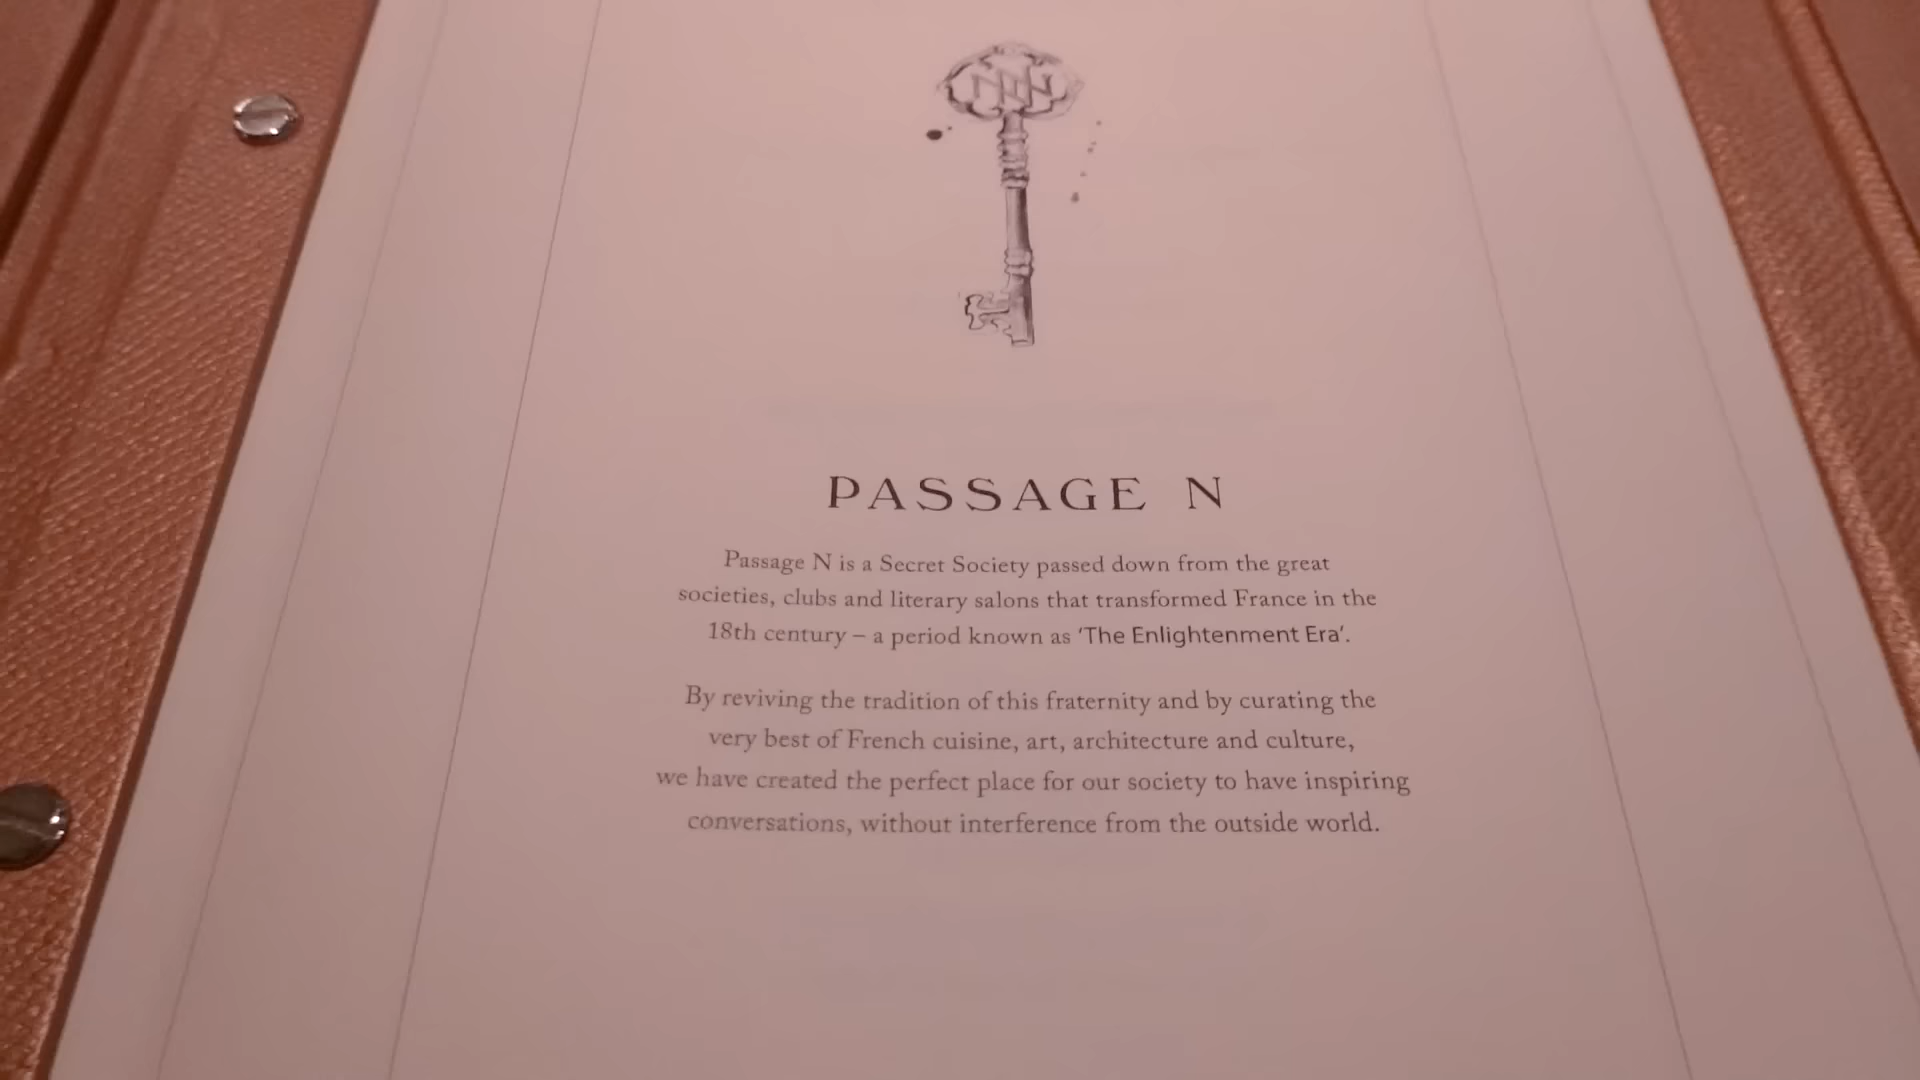 NNN
PASSAGE N
Passage N is a Secret Society passed down from the great
societies, clubs and literary salons that transformed France in the
18th century – a period known as ‘The Enlightenment Era’.
By reviving the tradition of this fraternity and by curating the
very best of French cuisine, art, architecture and culture,
we have created the perfect place for our society to have inspiring
conversations, without interference from the outside world.